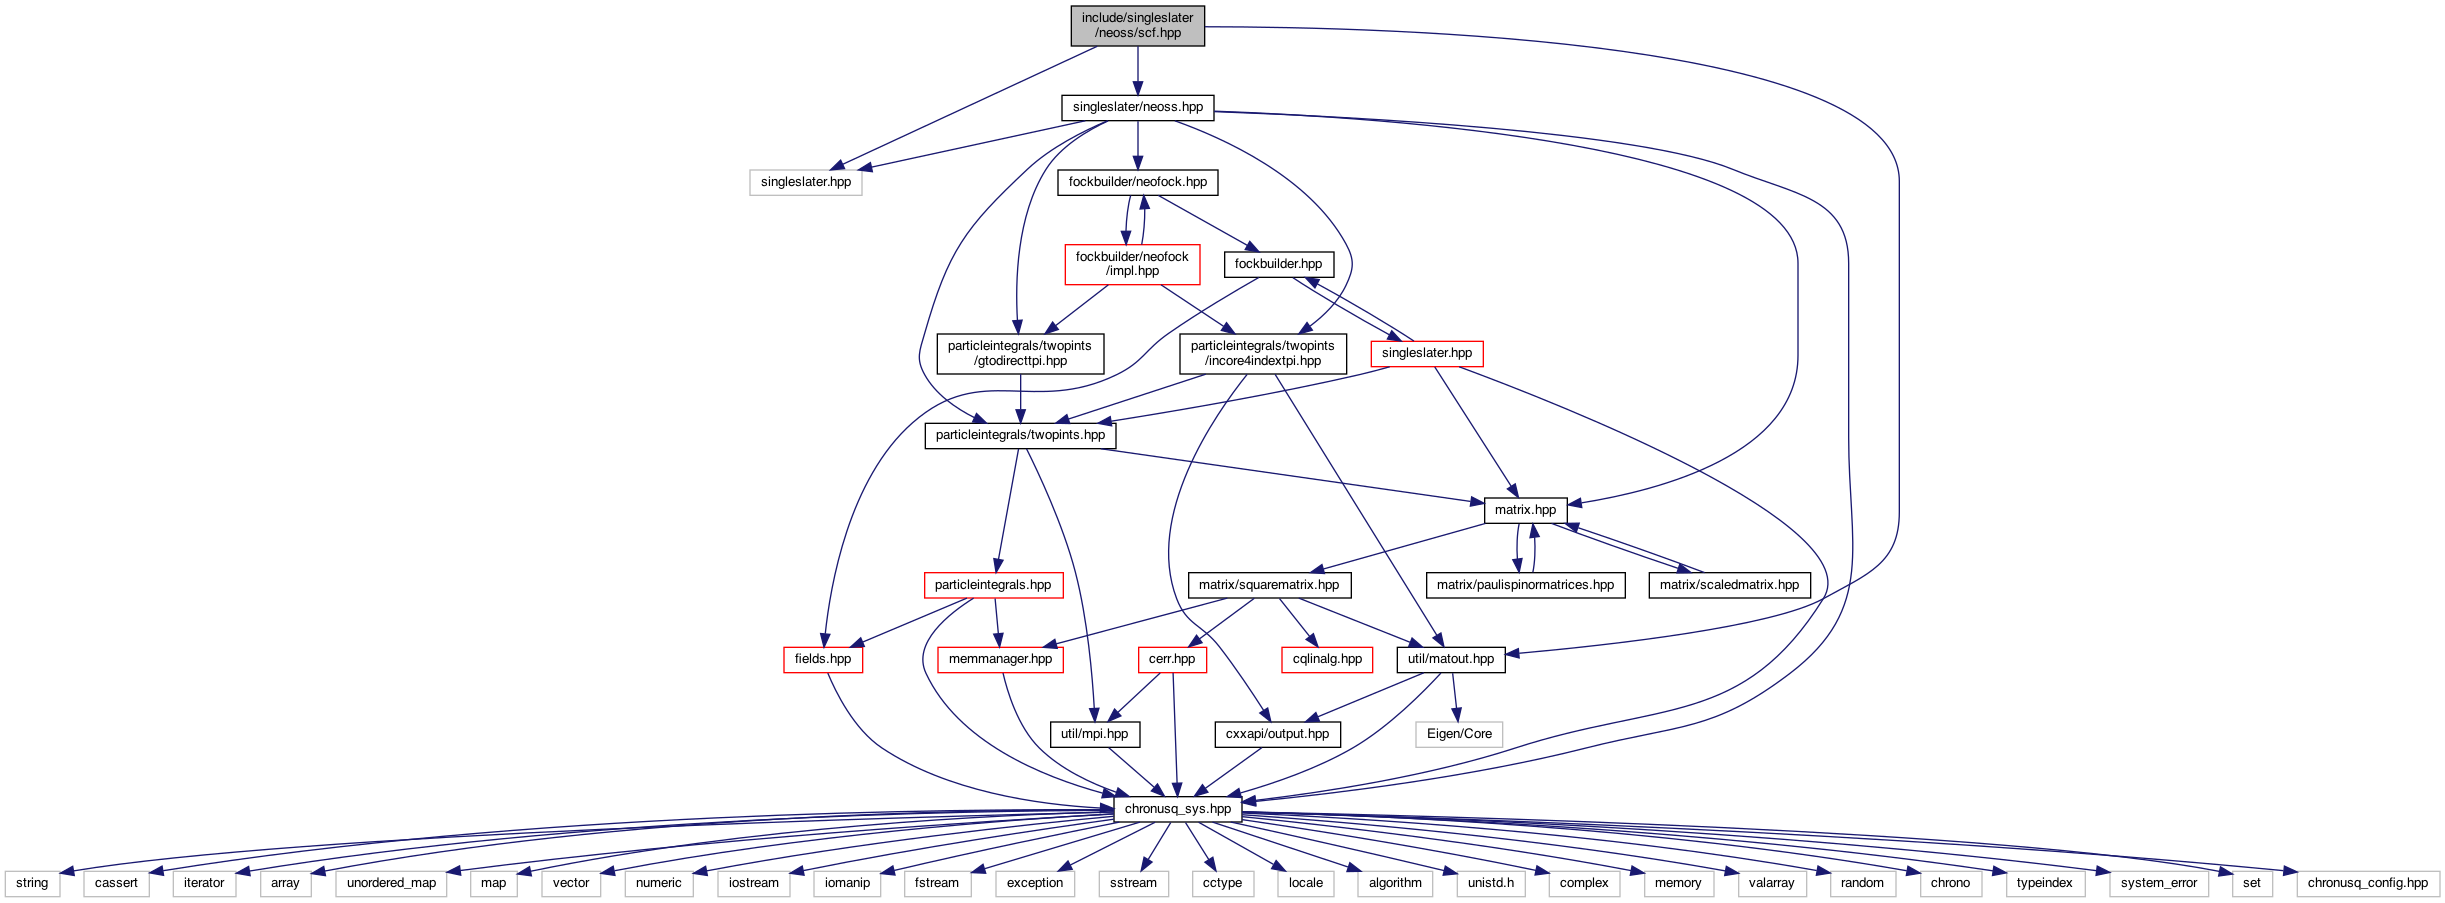 include/singleslater
/neoss/scf.hpp
singleslater/neoss.hpp
singleslater.hpp
fockbuilder/neofock.hpp
fockbuilder/neofock
/impl.hpp
fockbuilder.hpp
particleintegrals/twopints
/gtodirecttpi.hpp
particleintegrals/twopints
/incore4indextpi.hpp
singleslater.hpp
particleintegrals/twopints.hpp
matrix.hpp
particleintegrals.hpp
matrix/squarematrix.hpp
matrix/paulispinormatrices.hpp
matrix/scaledmatrix.hpp
fields.hpp
memmanager.hpp
cerr.hpp
cqlinalg.hpp
util/matout.hpp
util/mpi.hpp
cxxapi/output.hpp
Eigen/Core
chronusq_sys.hpp
string
cassert
iterator
array
unordered_map
map
vector
numeric
iostream
iomanip
fstream
exception
sstream
cctype
locale
algorithm
unistd.h
complex
memory
valarray
random
chrono
typeindex
system_error
set
chronusq_config.hpp